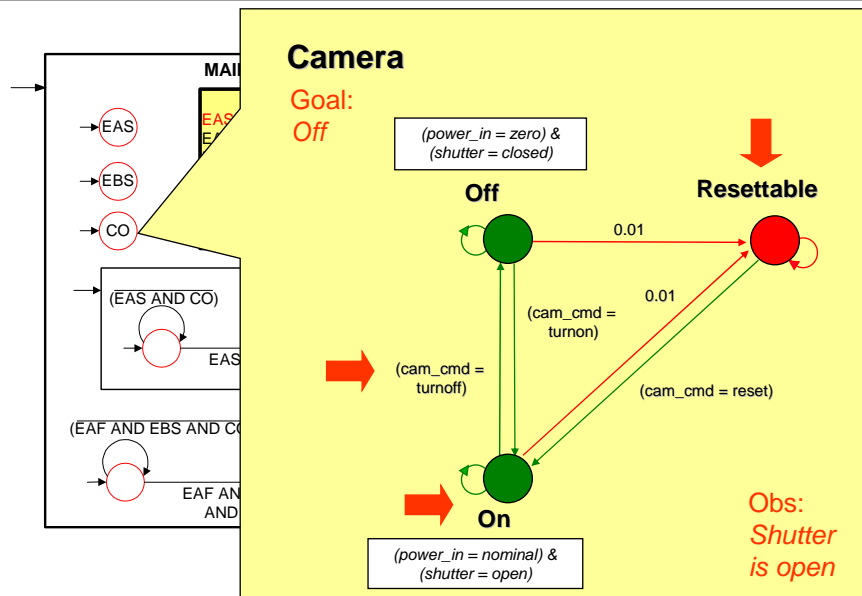 MAI
EAS
EBS
CO
EAS
(EAS AND CO)
EAS
(EAF AND EBS AND CO
EAF AN
AND
Camera
Goal:
Off
(power_in = zero) &
(shutter = closed)
Off
Resettable
0.01
0.01
(cam_cmd =
turnon)
(cam_cmd =
turnoff)
(cam_cmd = reset)
On
(power_in = nominal) &
(shutter = open)
Obs:
Shutter
is open